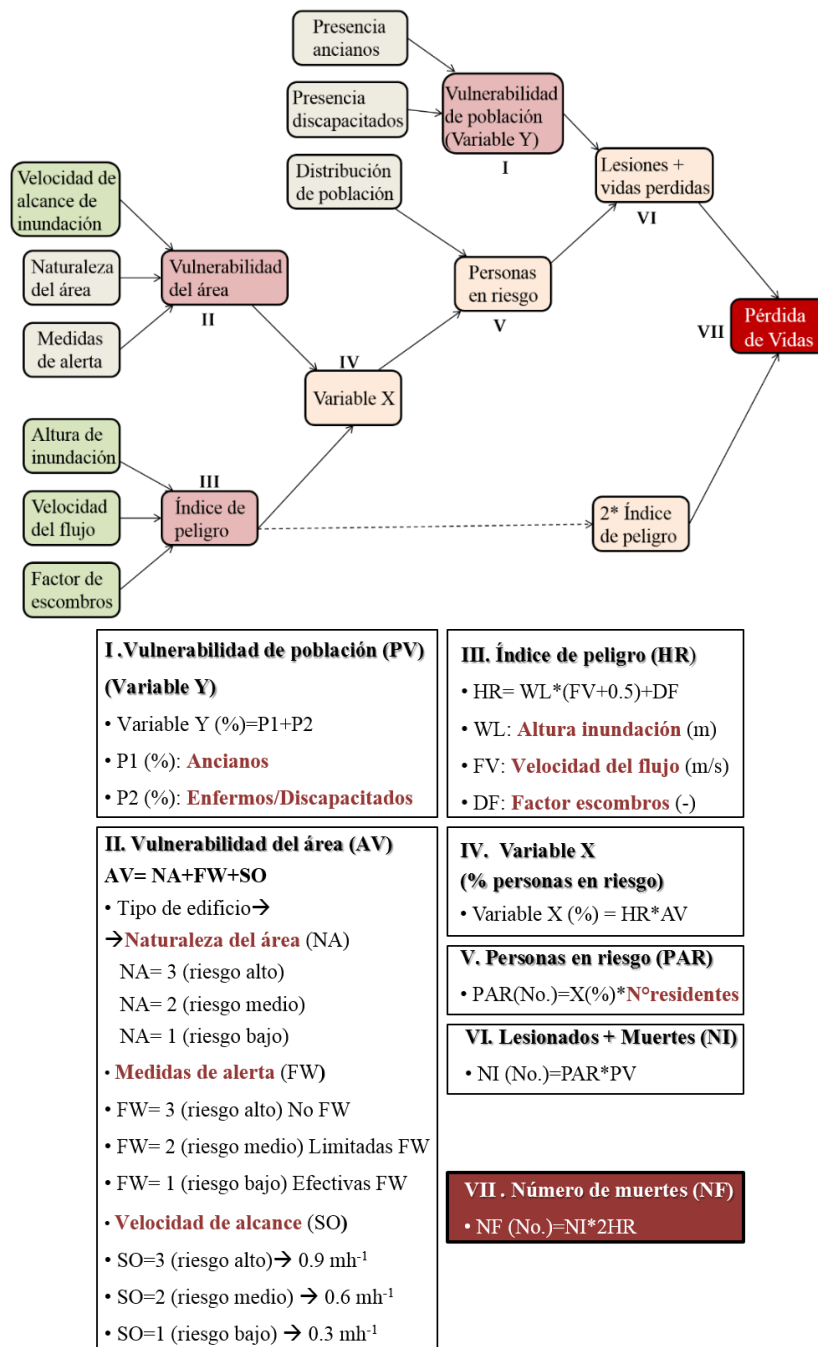 Presencia
ancianos
Presencia
discapacitados
Vulnerabilidad
de población
(Variable Y)
I
Distribución
de población
Lesiones +
vidas perdidas
VI
Velocidad de
alcance de
inundación
Naturaleza
del área
Medidas
de alerta
Vulnerabilidad
del área
II
Personas
en riesgo
V
VII
Pérdida
de Vidas
IV
Variable X
Altura de
inundación
Velocidad
del flujo
Factor de
escombros
III
Índice de
peligro
2* Índice
de peligro
I .Vulnerabilidad de población (PV)
(Variable Y)
• Variable Y (%)=P1+P2
• P1 (%): Ancianos
• P2 (%): Enfermos/Discapacitados
II. Vulnerabilidad del área (AV)
AV= NA+FW+SO
• Tipo de edificio→
→Naturaleza del área (NA)
NA= 3 (riesgo alto)
NA= 2 (riesgo medio)
NA= 1 (riesgo bajo)
• Medidas de alerta (FW)
• FW= 3 (riesgo alto) No FW
• FW= 2 (riesgo medio) Limitadas FW
• FW= 1 (riesgo bajo) Efectivas FW
• Velocidad de alcance (SO)
• SO=3 (riesgo alto)→ 0.9 mh⁻¹
• SO=2 (riesgo medio) → 0.6 mh⁻¹
• SO=1 (riesgo bajo) → 0.3 mh⁻¹
III. Índice de peligro (HR)
• HR= WL*(FV+0.5)+DF
• WL: Altura inundación (m)
• FV: Velocidad del flujo (m/s)
• DF: Factor escombros (-)
IV. Variable X
(% personas en riesgo)
• Variable X (%) = HR*AV
V. Personas en riesgo (PAR)
• PAR(No.)=X(%)*N°residentes
VI. Lesionados + Muertes (NI)
• NI (No.)=PAR*PV
VII . Número de muertes (NF)
• NF (No.)=NI*2HR